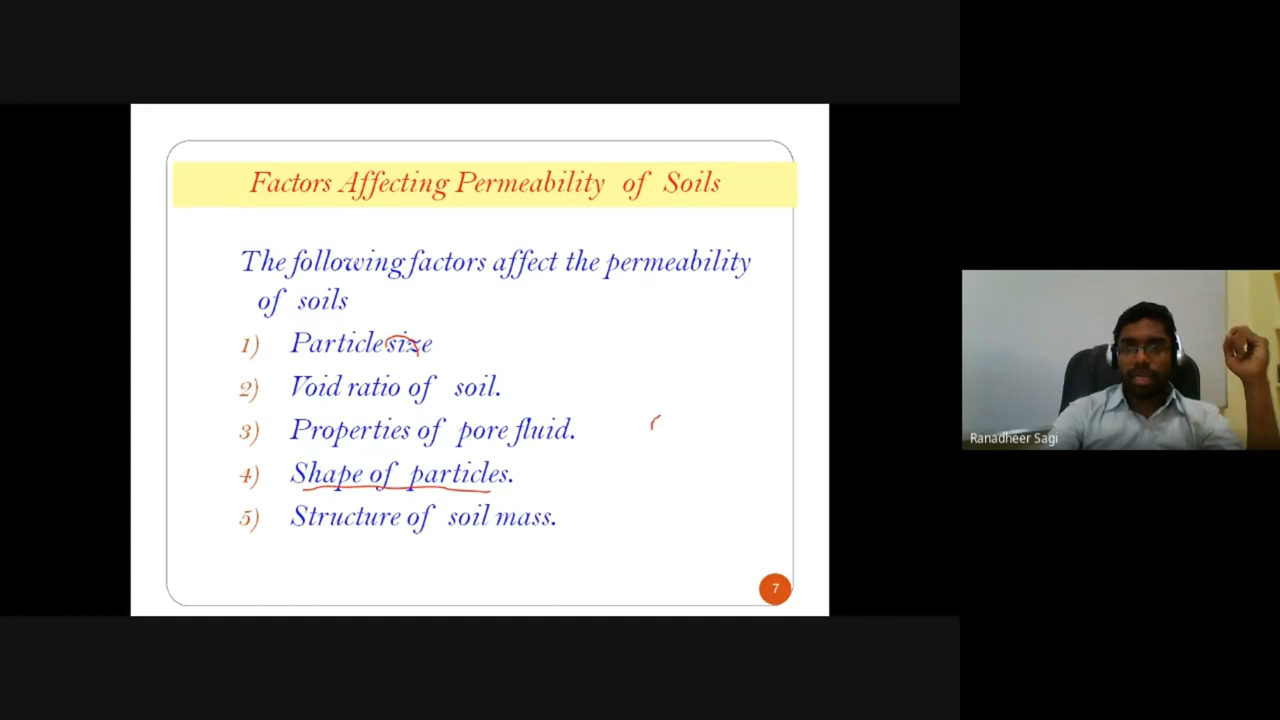 Factors Affecting Permeability of Soils
The following factors affect the permeability
of soils
1) Particle size
2) Void ratio of soil.
3) Properties of pore fluid.
4) Shape of particles.
5) Structure of soil mass.
7
Ranadheer Sagi